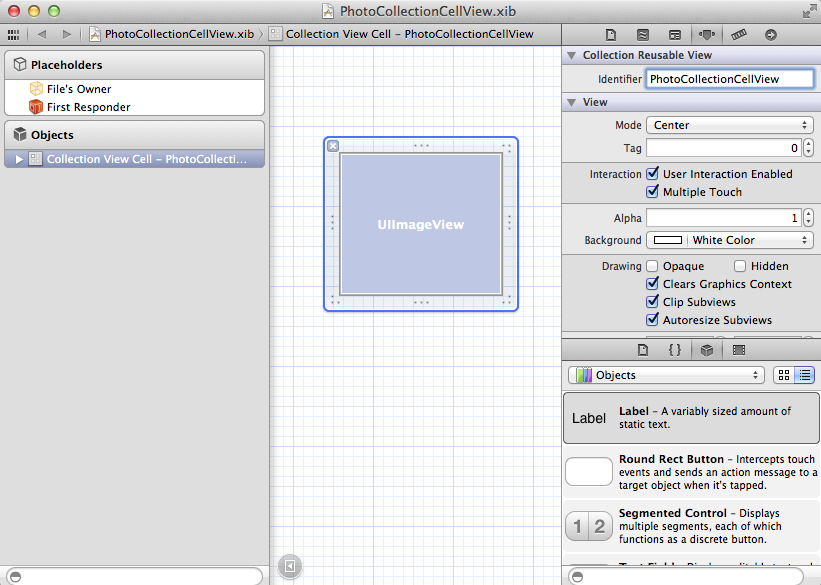 PhotoCollectionCellView.xib
PhotoCollectionCellView.xib
Collection View Cell – PhotoCollectionCellView
Placeholders
File's Owner
First Responder
Objects
Collection View Cell – PhotoCollecti...
UIImageView
Collection Reusable View
Identifier PhotoCollectionCellView
View
Mode Center
Tag 0
Interaction User Interaction Enabled
Multiple Touch
Alpha 1
Background White Color
Drawing Opaque Hidden
Clears Graphics Context
Clip Subviews
Autoresize Subviews
{ }
Objects
Label
Label – A variably sized amount of
static text.
Round Rect Button – Intercepts touch
events and sends an action message to a
target object when it's tapped.
1 2
Segmented Control – Displays
multiple segments, each of which
functions as a discrete button.